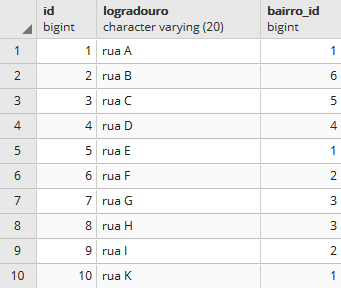 id logradouro bairro_id
bigint character varying (20) bigint
1 1 rua A 1
2 2 rua B 6
3 3 rua C 5
4 4 rua D 4
5 5 rua E 1
6 6 rua F 2
7 7 rua G 3
8 8 rua H 3
9 9 rua I 2
10 10 rua K 1